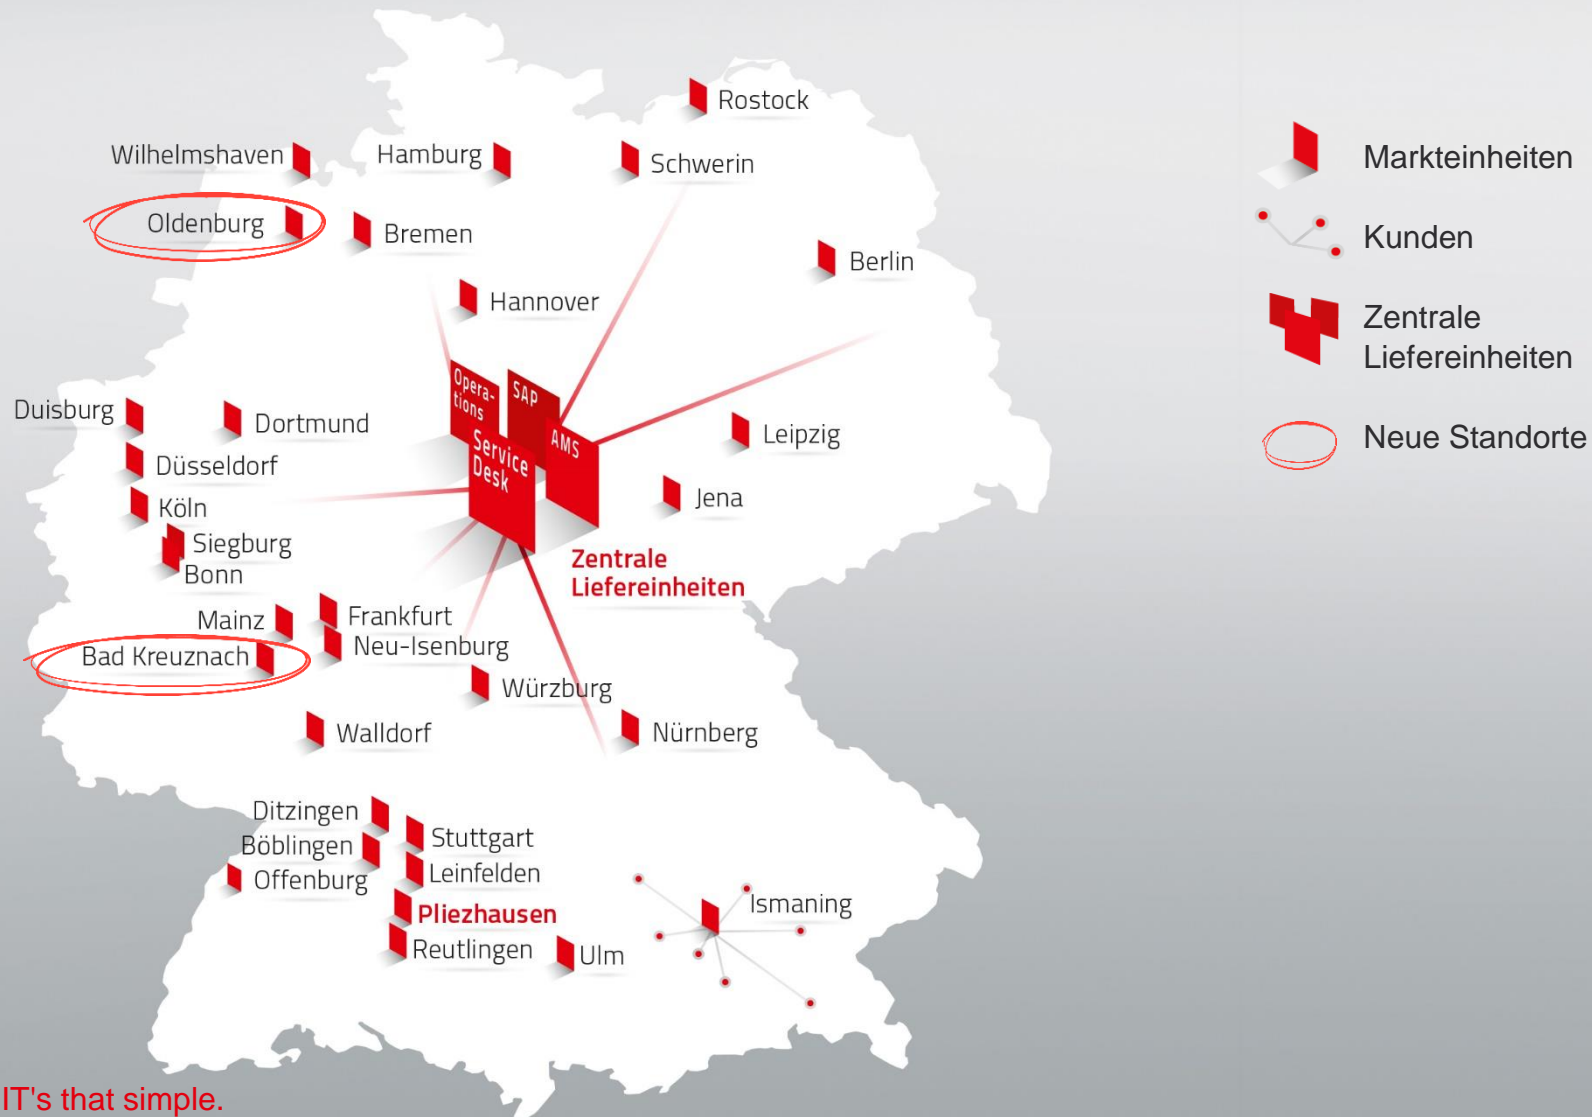 Rostock
Wilhelmshaven
Hamburg
Schwerin
Oldenburg
Bremen
Berlin
Hannover
Opera-
tions
SAP
AMS
Service
Desk
Duisburg
Dortmund
Leipzig
Düsseldorf
Jena
Köln
Siegburg
Bonn
Zentrale
Liefereinheiten
Mainz
Frankfurt
Neu-Isenburg
Bad Kreuznach
Würzburg
Walldorf
Nürnberg
Ditzingen
Stuttgart
Böblingen
Leinfelden
Offenburg
Pliezhausen
Reutlingen
Ulm
Ismaning
Markteinheiten
Kunden
Zentrale
Liefereinheiten
Neue Standorte
IT's that simple.